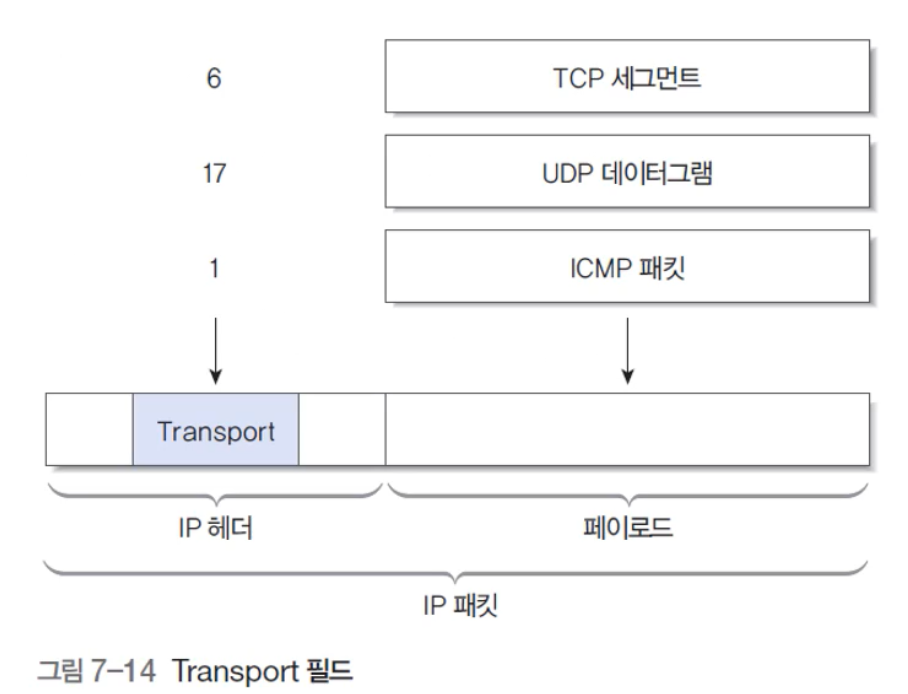 6 TCP 세그먼트
17 UDP 데이터그램
1 ICMP 패킷
Transport
IP 헤더 페이로드
IP 패킷
그림 7-14 Transport 필드